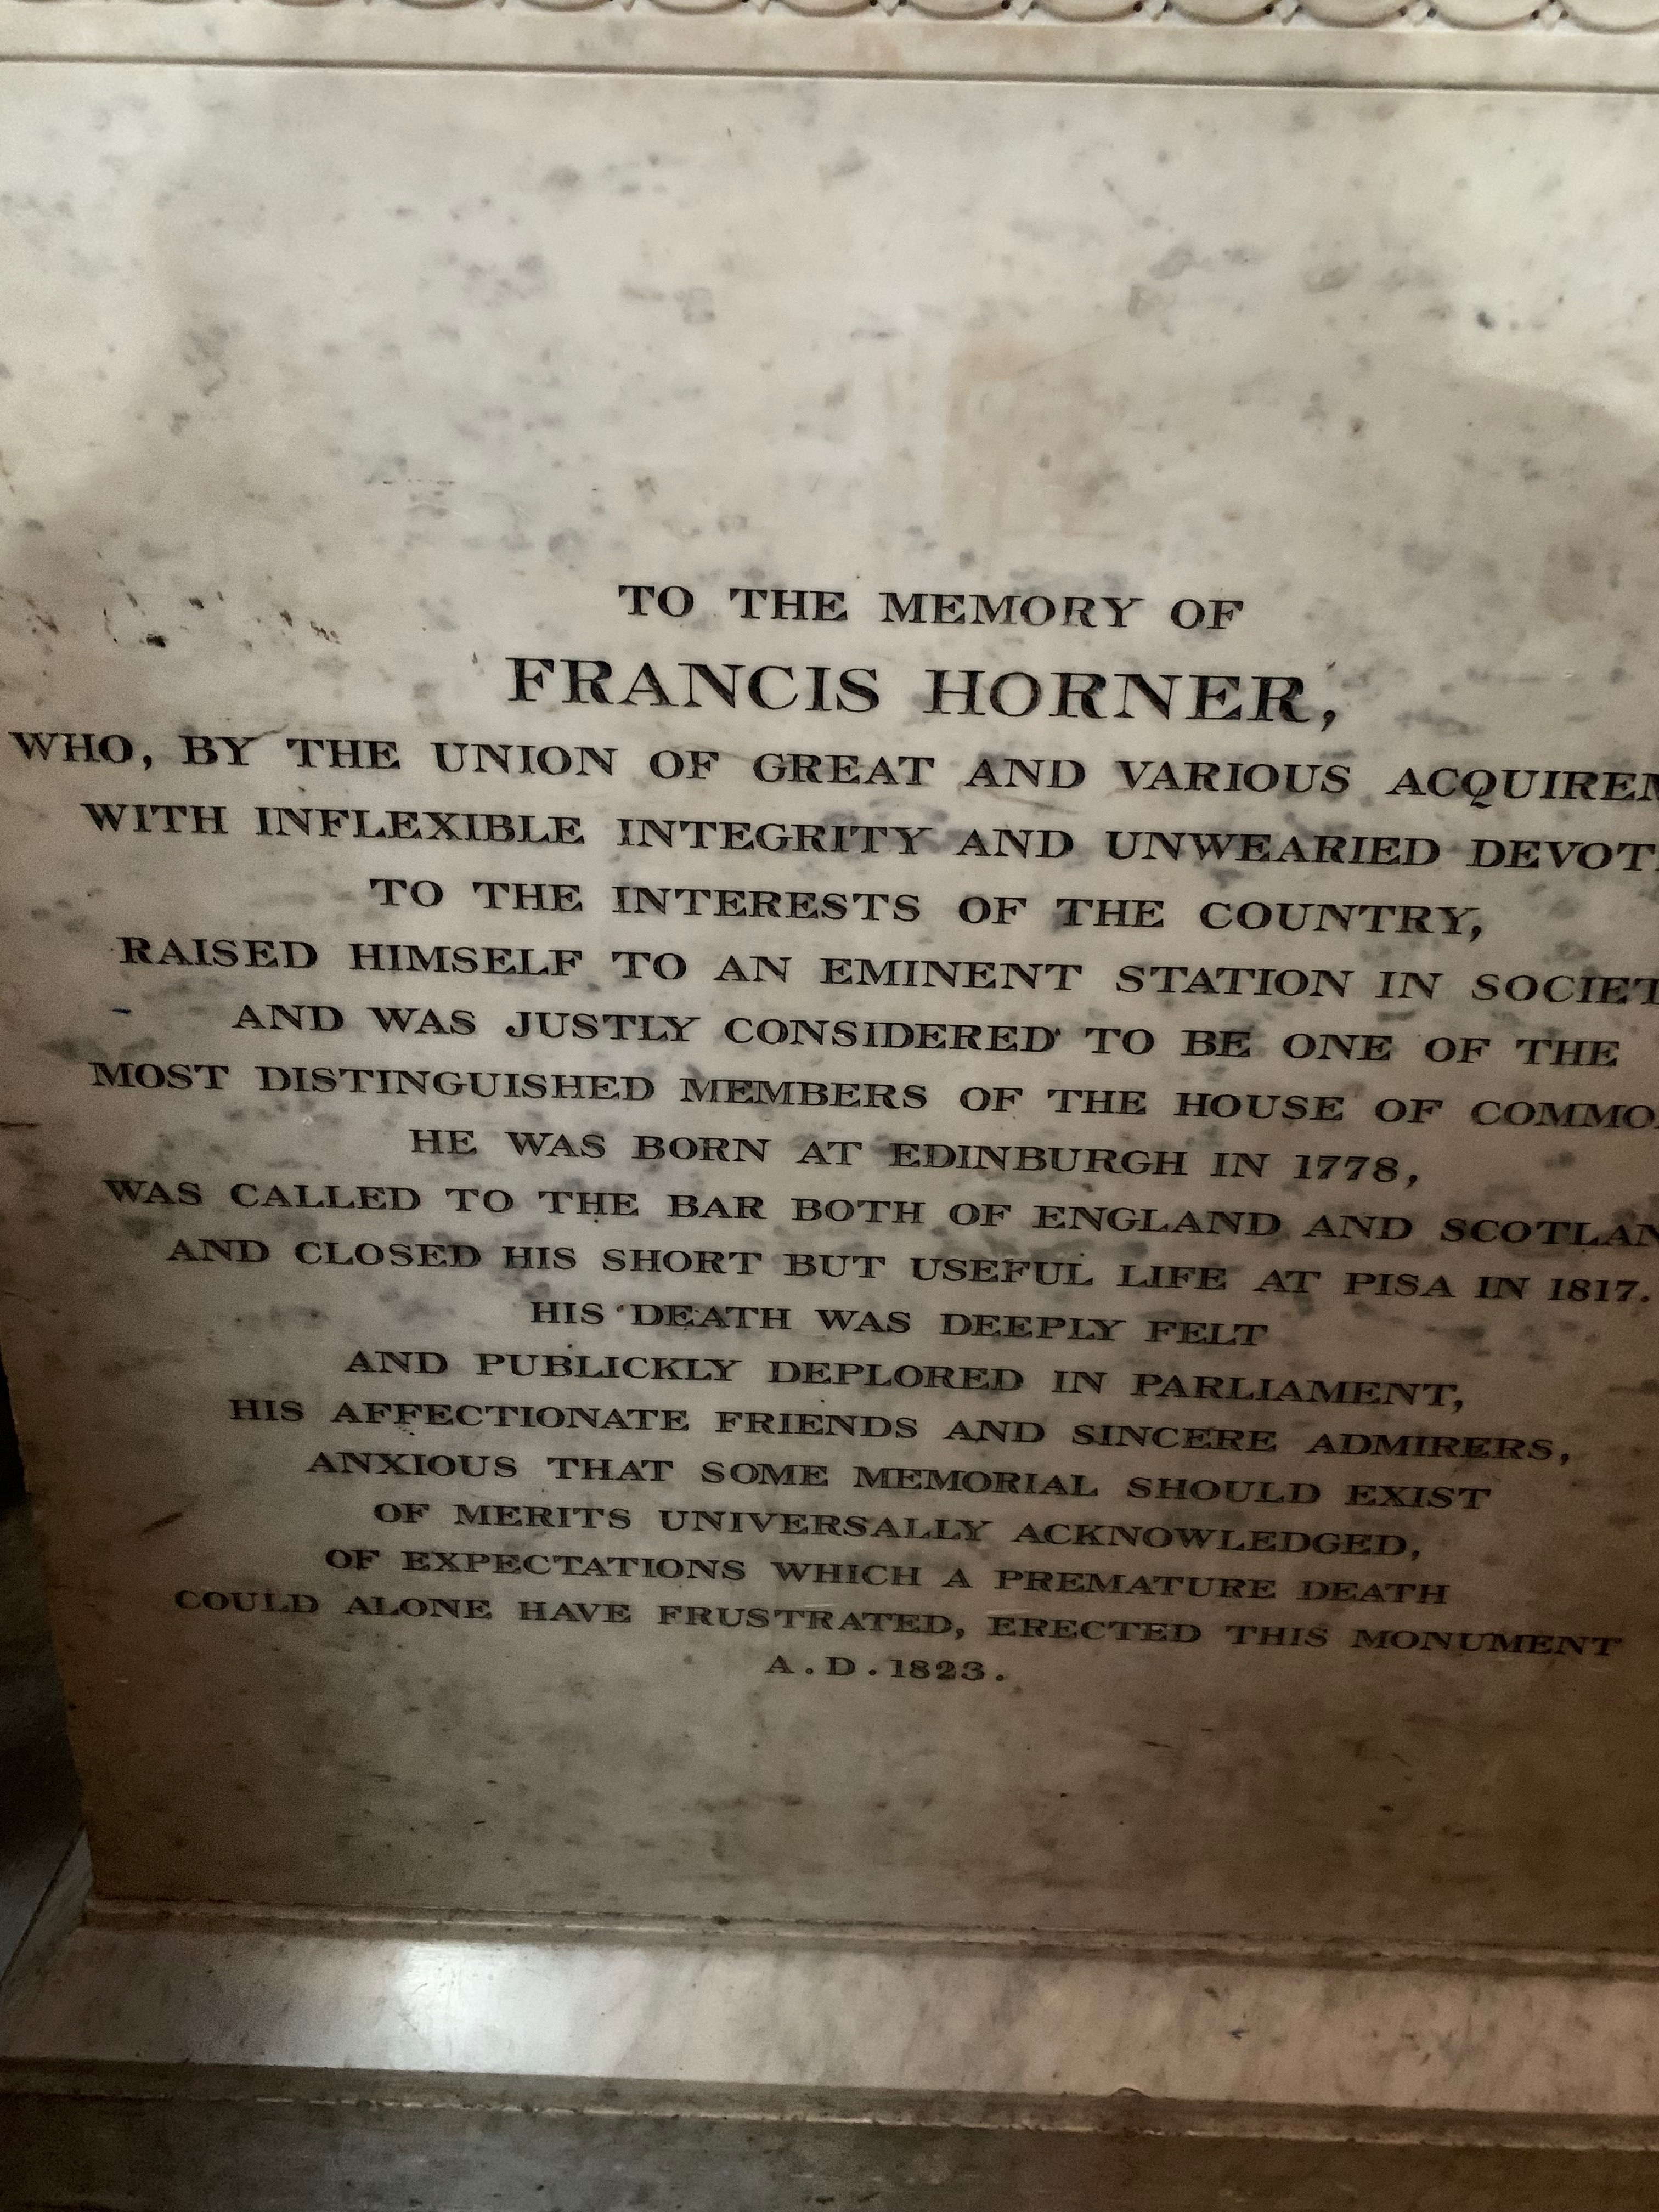 TO THE MEMORY OF
FRANCIS HORNER,
WHO, BY THE UNION OF GREAT AND VARIOUS ACQUIREM
WITH INFLEXIBLE INTEGRITY AND UNWEARIED DEVOT
TO THE INTERESTS OF THE COUNTRY,
RAISED HIMSELF TO AN EMINENT STATION IN SOCIET
AND WAS JUSTLY CONSIDERED TO BE ONE OF THE
MOST DISTINGUISHED MEMBERS OF THE HOUSE OF COMMO
HE WAS BORN AT EDINBURGH IN 1778,
WAS CALLED TO THE BAR BOTH OF ENGLAND AND SCOTLAN
AND CLOSED HIS SHORT BUT USEFUL LIFE AT PISA IN 1817.
HIS DEATH WAS DEEPLY FELT
AND PUBLICKLY DEPLORED IN PARLIAMENT,
HIS AFFECTIONATE FRIENDS AND SINCERE ADMIRERS,
ANXIOUS THAT SOME MEMORIAL SHOULD EXIST
OF MERITS UNIVERSALLY ACKNOWLEDGED,
OF EXPECTATIONS WHICH A PREMATURE DEATH
COULD ALONE HAVE FRUSTRATED, ERECTED THIS MONUMENT
A.D.1823.